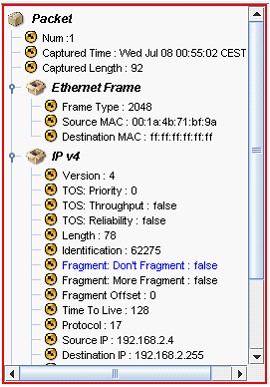 Packet
Num :1
Captured Time : Wed Jul 08 00:55:02 CEST
Captured Length : 92
Ethernet Frame
Frame Type : 2048
Source MAC : 00:1a:4b:71:bf:9a
Destination MAC : ff:ff:ff:ff:ff:ff
IP v4
Version : 4
TOS: Priority : 0
TOS: Throughput : false
TOS: Reliability : false
Length : 78
Identification : 62275
Fragment: Don't Fragment : false
Fragment: More Fragment : false
Fragment Offset : 0
Time To Live : 128
Protocol : 17
Source IP : 192.168.2.4
Destination IP : 192.168.2.255